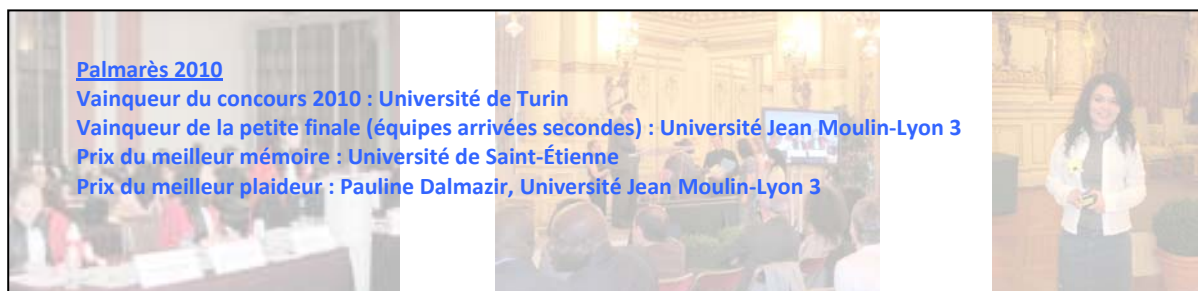 Palmarès 2010
Vainqueur du concours 2010 : Université de Turin
Vainqueur de la petite finale (équipes arrivées secondes) : Université Jean Moulin-Lyon 3
Prix du meilleur mémoire : Université de Saint-Étienne
Prix du meilleur plaideur : Pauline Dalmazir, Université Jean Moulin-Lyon 3